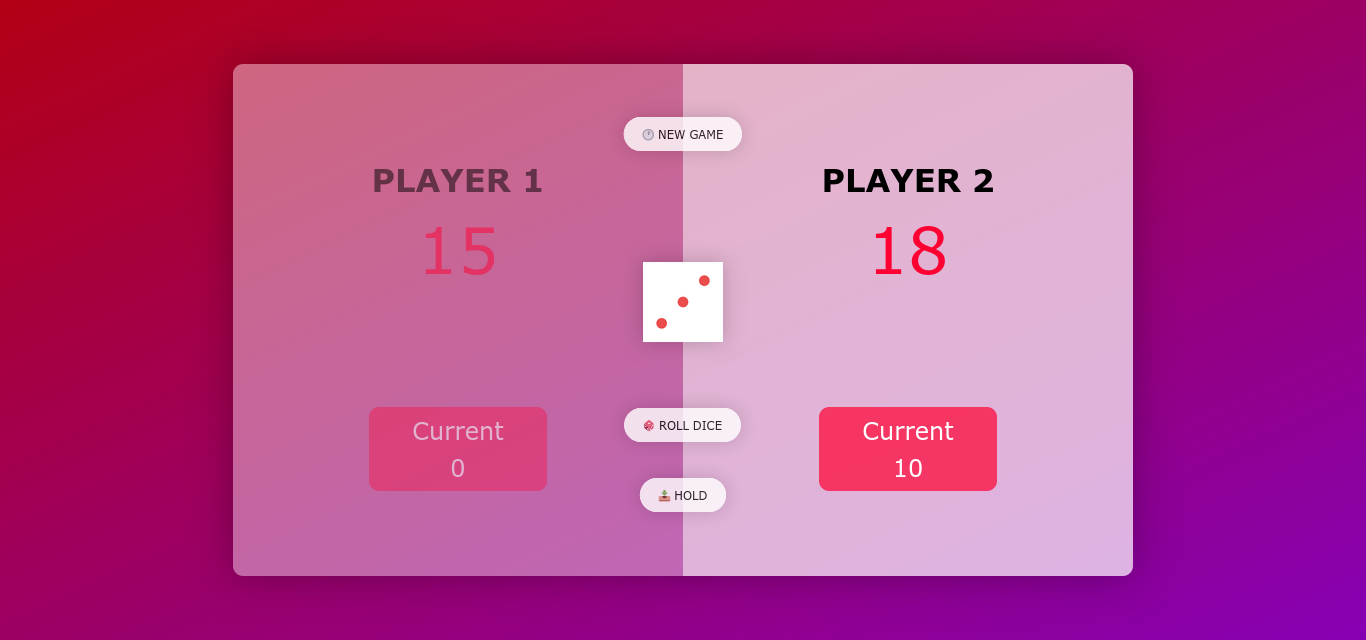 NEW GAME
PLAYER 1
15
Current
0
PLAYER 2
18
Current
10
ROLL DICE
HOLD